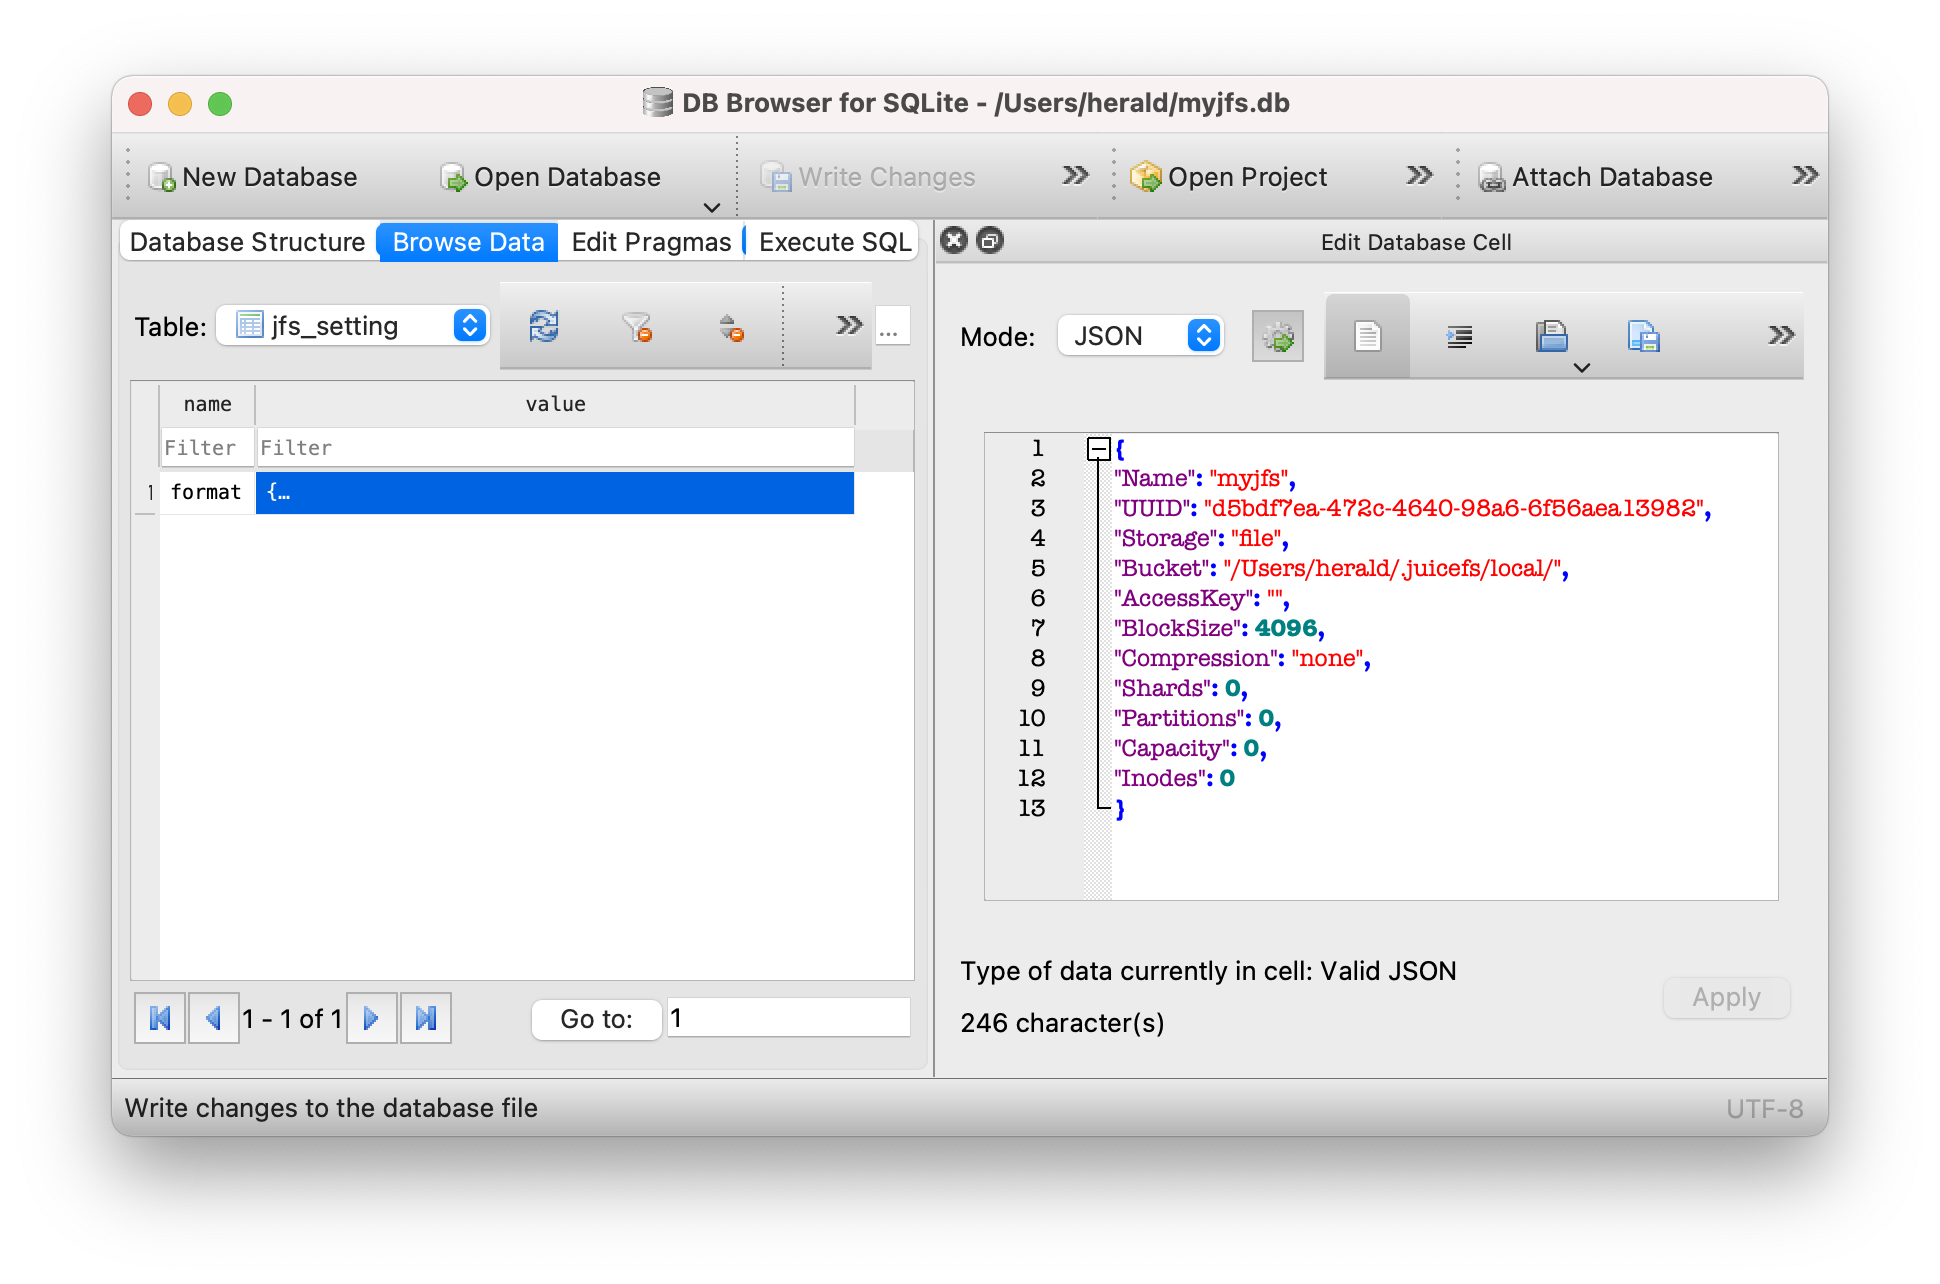 DB Browser for SQLite - /Users/herald/myjfs.db
New Database Open Database Write Changes Open Project Attach Database
Database Structure Browse Data Edit Pragmas Execute SQL
Table: jfs_setting ...
name value
Filter Filter
1 format {…
1 - 1 of 1 Go to: 1
Edit Database Cell
Mode: JSON
1 {
2 "Name": "myjfs",
3 "UUID": "d5bdf7ea-472c-4640-98a6-6f56aea13982",
4 "Storage": "file",
5 "Bucket": "/Users/herald/.juicefs/local/",
6 "AccessKey": "",
7 "BlockSize": 4096,
8 "Compression": "none",
9 "Shards": 0,
10 "Partitions": 0,
11 "Capacity": 0,
12 "Inodes": 0
13 }
Type of data currently in cell: Valid JSON
246 character(s)
Apply
Write changes to the database file UTF-8